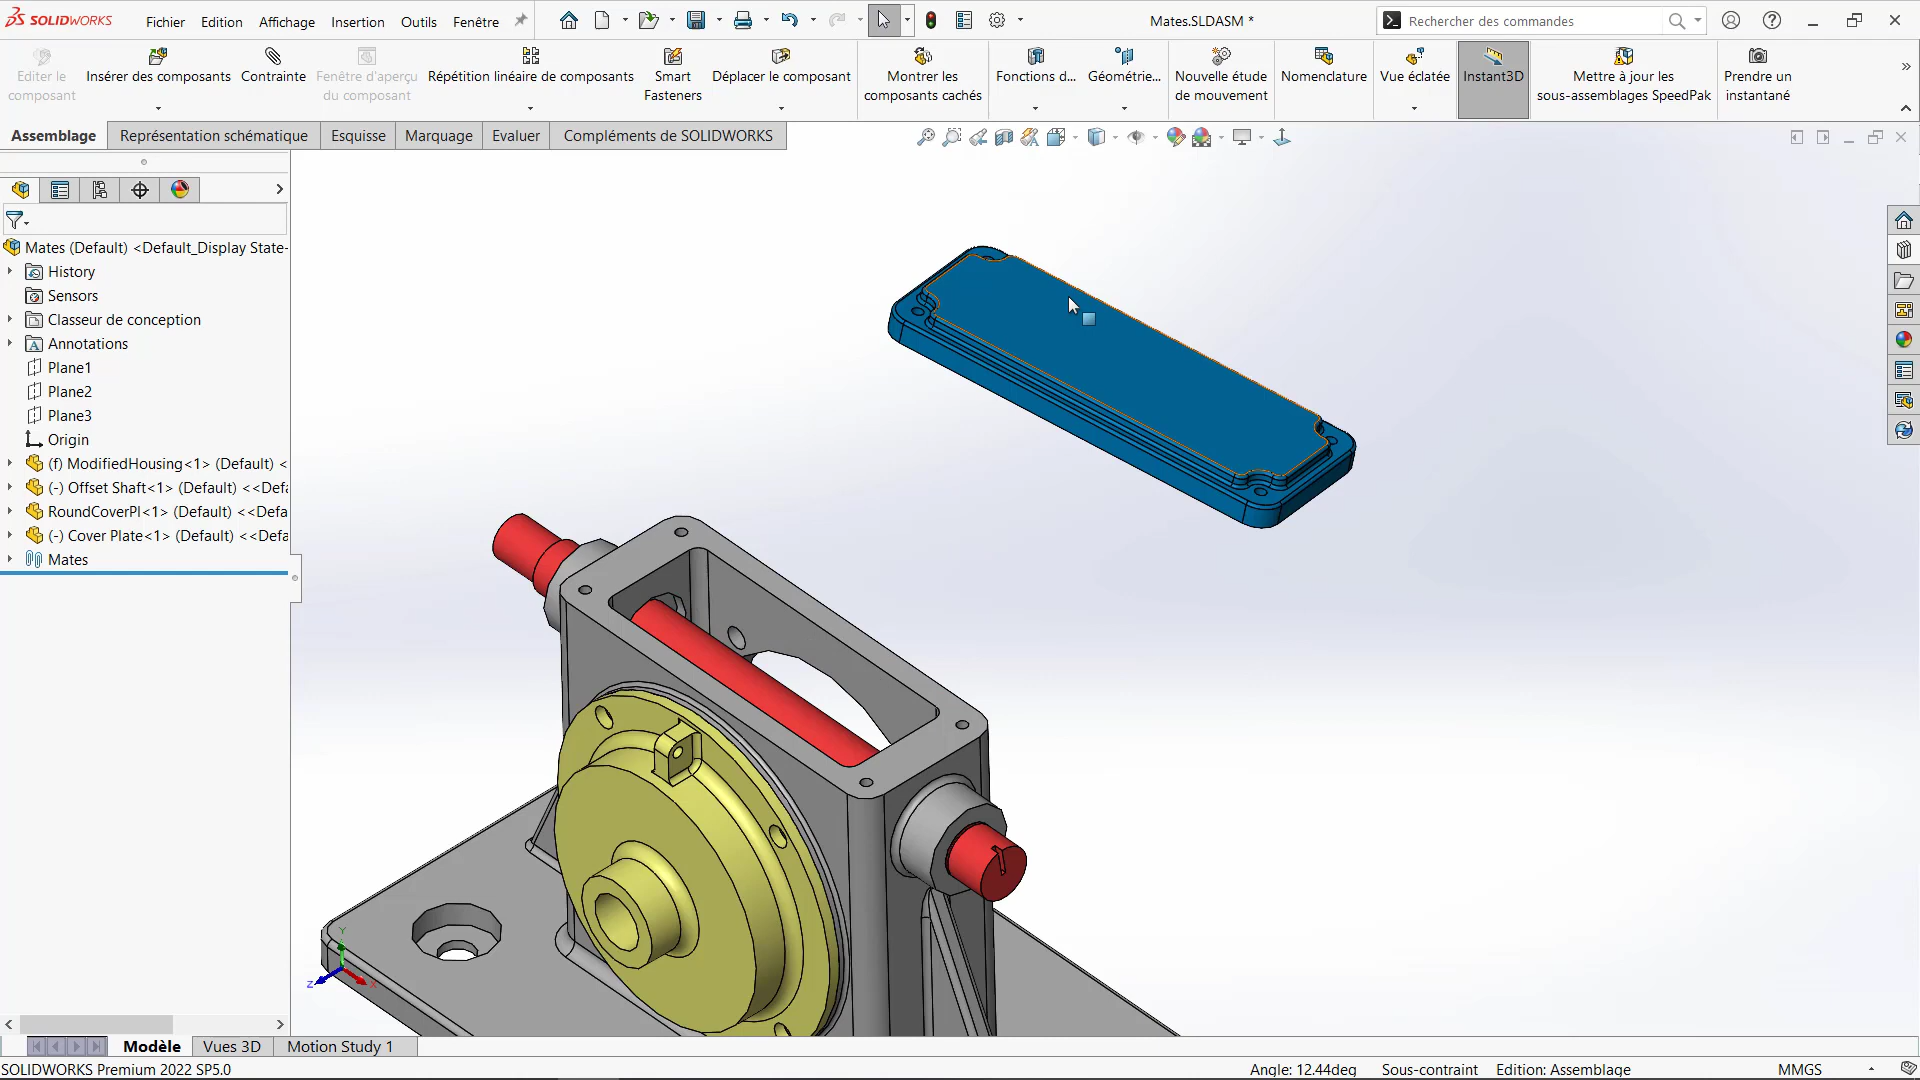 SOLIDWORKS
Fichier Edition Affichage Insertion Outils Fenêtre
Mates.SLDASM *
Rechercher des commandes
Editer le composant
Insérer des composants
Contrainte
Fenêtre d'aperçu du composant
Répétition linéaire de composants
Smart Fasteners
Déplacer le composant
Montrer les composants cachés
Fonctions d...
Géométrie...
Nouvelle étude de mouvement
Nomenclature
Vue éclatée
Instant3D
Mettre à jour les sous-assemblages SpeedPak
Prendre un instantané
Assemblage Représentation schématique Esquisse Marquage Evaluer Compléments de SOLIDWORKS
Mates (Default) <Default_Display State-
History
Sensors
Classeur de conception
Annotations
Plane1
Plane2
Plane3
Origin
(f) ModifiedHousing<1> (Default) <
(-) Offset Shaft<1> (Default) <<Defa
RoundCoverPl<1> (Default) <<Defa
(-) Cover Plate<1> (Default) <<Defa
Mates
Y
Z
X
Modèle Vues 3D Motion Study 1
SOLIDWORKS Premium 2022 SP5.0
Angle: 12.44deg Sous-contraint Edition: Assemblage MMGS